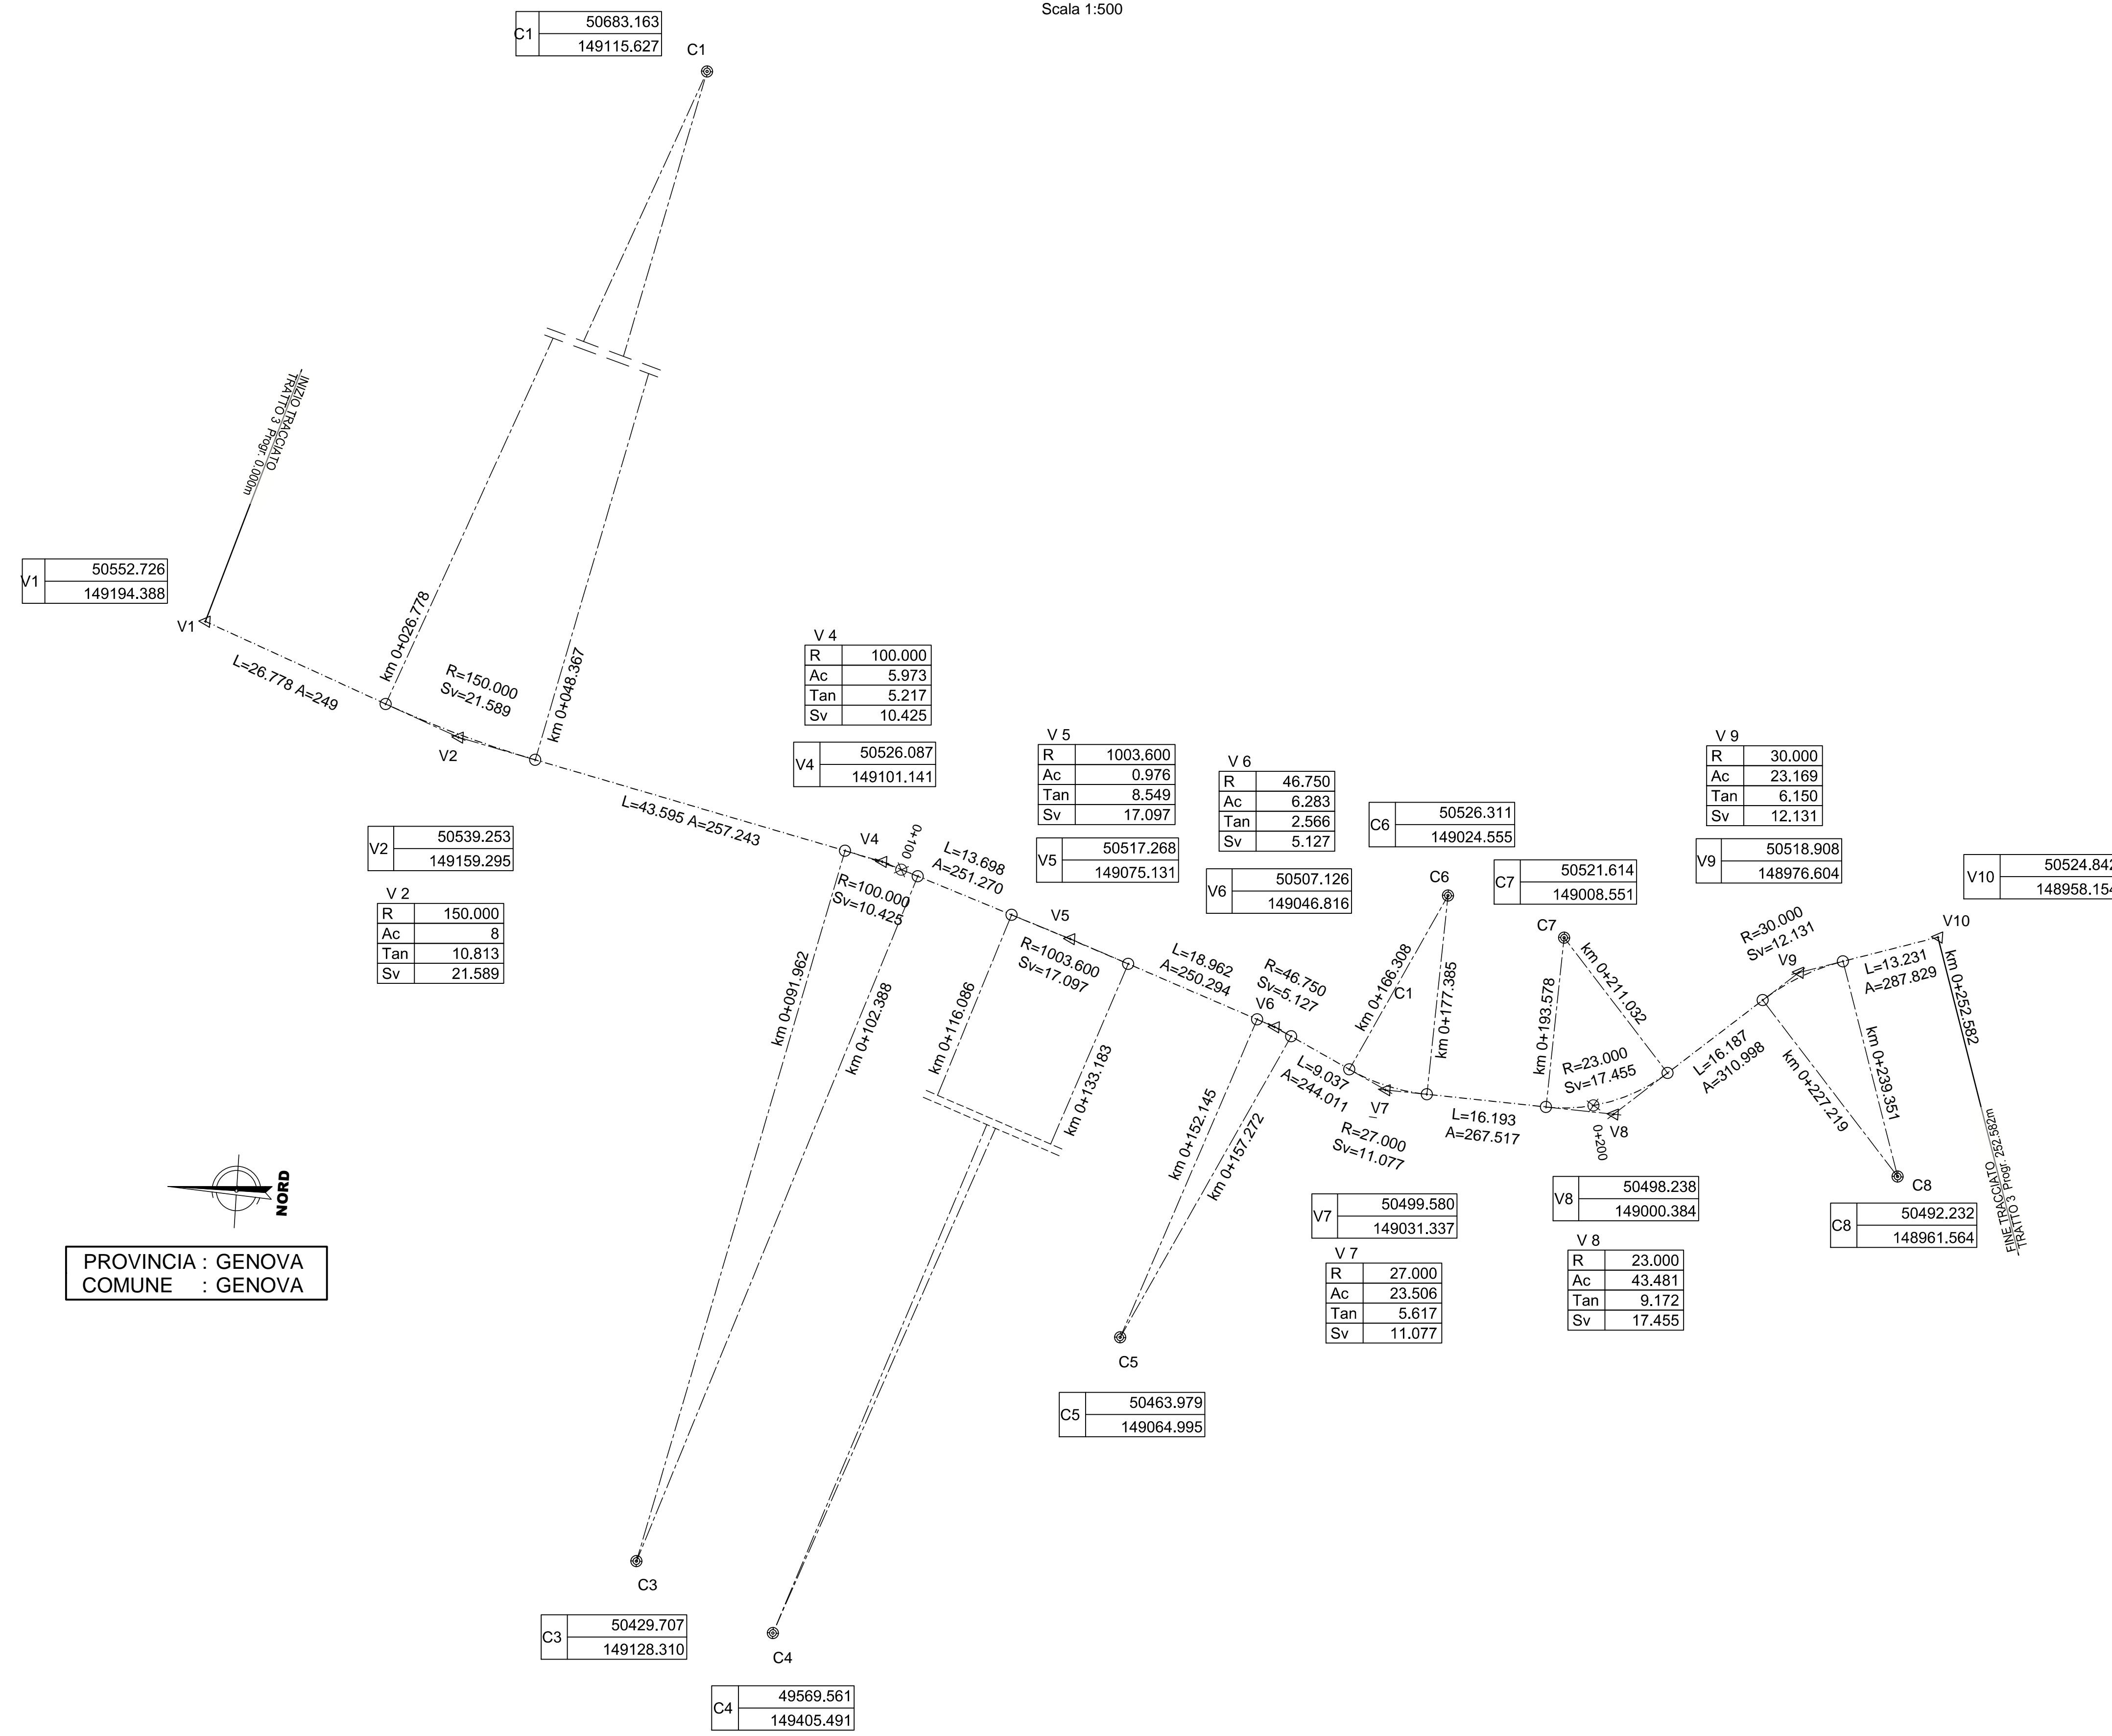 Scala 1:500
C1
50683.163
149115.627
C1
INIZIO TRACCIATO
TRATTO 3 Progr. 0.000m
V1
50552.726
149194.388
V1
L=26.778 A=249
km 0+026.778
R=150.000
Sv=21.589
V2
km 0+048.367
V2
50539.253
149159.295
V 2
R 150.000
Ac 8
Tan 10.813
Sv 21.589
L=43.595 A=257.243
V 4
R 100.000
Ac 5.973
Tan 5.217
Sv 10.425
V4
50526.087
149101.141
V4
0+100
R=100.000
Sv=10.425
km 0+091.962
km 0+102.388
L=13.698
A=251.270
V 5
R 1003.600
Ac 0.976
Tan 8.549
Sv 17.097
V5
50517.268
149075.131
V5
R=1003.600
Sv=17.097
km 0+116.086
km 0+133.183
L=18.962
A=250.294
V 6
R 46.750
Ac 6.283
Tan 2.566
Sv 5.127
V6
50507.126
149046.816
R=46.750
Sv=5.127
V6
km 0+152.145
km 0+157.272
L=9.037
A=244.011
C6
50526.311
149024.555
C6
km 0+166.308
C1
km 0+177.385
V7
R=27.000
Sv=11.077
L=16.193
A=267.517
V7
50499.580
149031.337
V 7
R 27.000
Ac 23.506
Tan 5.617
Sv 11.077
C7
50521.614
149008.551
C7
km 0+193.578
km 0+211.032
R=23.000
Sv=17.455
0+200
V8
V8
50498.238
149000.384
V 8
R 23.000
Ac 43.481
Tan 9.172
Sv 17.455
L=16.187
A=310.998
V 9
R 30.000
Ac 23.169
Tan 6.150
Sv 12.131
V9
50518.908
148976.604
R=30.000
Sv=12.131
V9
km 0+227.219
km 0+239.351
L=13.231
A=287.829
V10
50524.842
148958.154
V10
km 0+252.582
FINE TRACCIATO
TRATTO 3 Progr. 252.582m
C8
C8
50492.232
148961.564
NORD
PROVINCIA : GENOVA
COMUNE : GENOVA
C5
C5
50463.979
149064.995
C3
C3
50429.707
149128.310
C4
C4
49569.561
149405.491